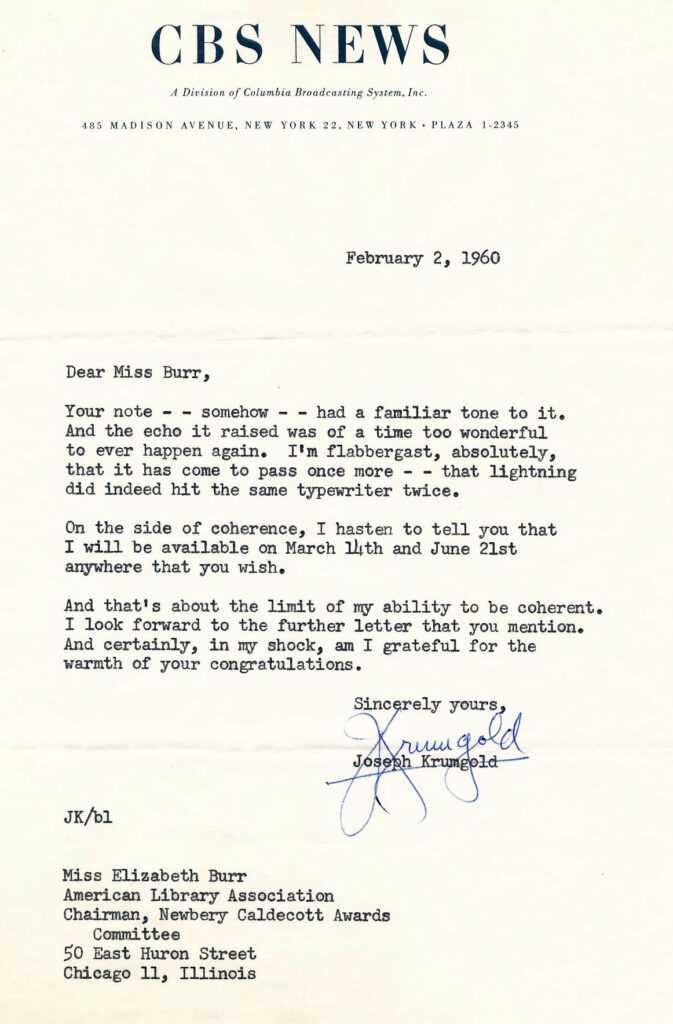 CBS NEWS
A Division of Columbia Broadcasting System, Inc.
485 MADISON AVENUE, NEW YORK 22, NEW YORK · PLAZA 1-2345
February 2, 1960
Dear Miss Burr,
Your note - - somehow - - had a familiar tone to it.
And the echo it raised was of a time too wonderful
to ever happen again. I'm flabbergast, absolutely,
that it has come to pass once more - - that lightning
did indeed hit the same typewriter twice.
On the side of coherence, I hasten to tell you that
I will be available on March 14th and June 21st
anywhere that you wish.
And that's about the limit of my ability to be coherent.
I look forward to the further letter that you mention.
And certainly, in my shock, am I grateful for the
warmth of your congratulations.
Sincerely yours,
JKrumgold
Joseph Krumgold
JK/bl
Miss Elizabeth Burr
American Library Association
Chairman, Newbery Caldecott Awards
Committee
50 East Huron Street
Chicago 11, Illinois